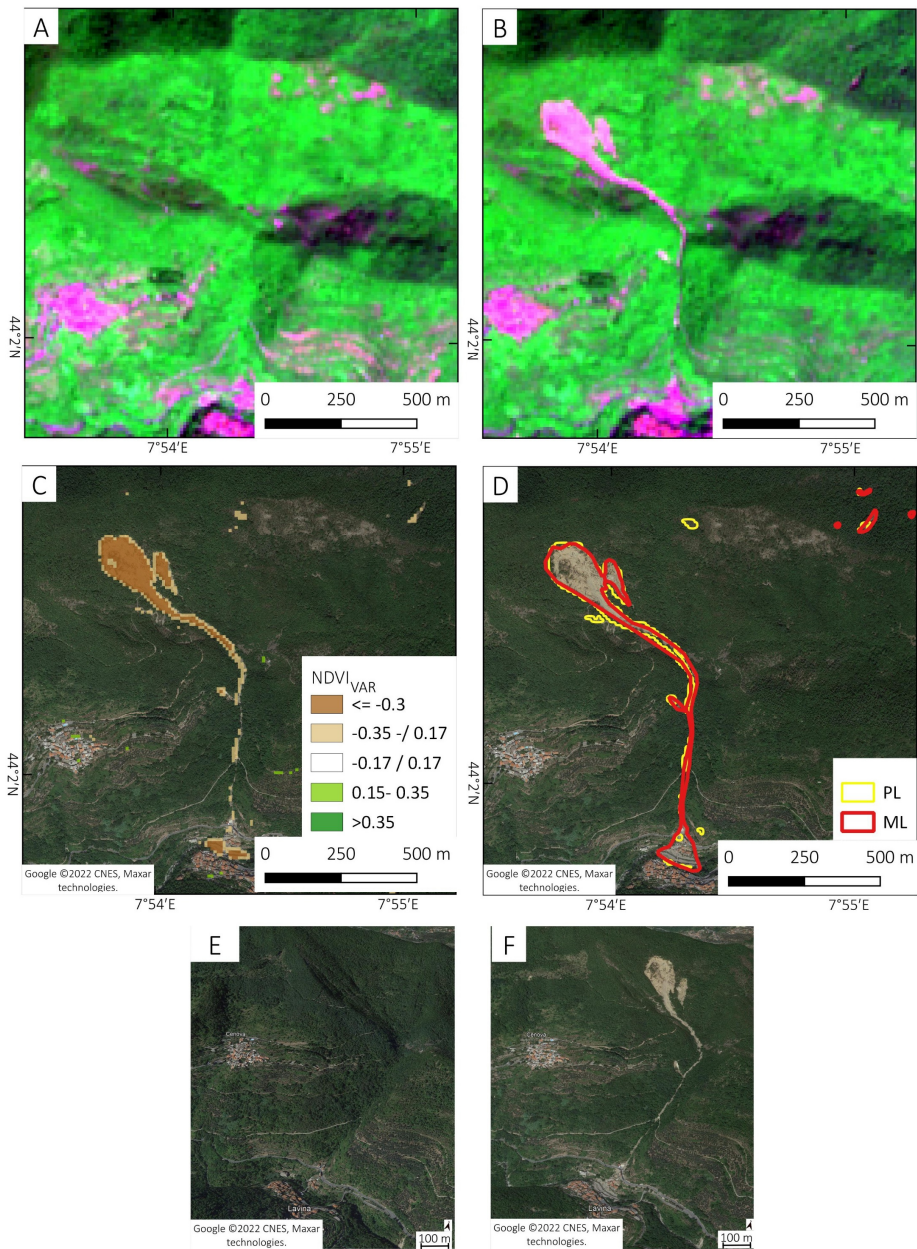 A
0 250 500 m
44°2′N
7°54′E 7°55′E
B
0 250 500 m
44°2′N
7°54′E 7°55′E
C
NDVI VAR
<= -0.3
-0.35 -/ 0.17
-0.17 / 0.17
0.15- 0.35
>0.35
0 250 500 m
44°2′N
Google ©2022 CNES, Maxar
technologies.
7°54′E 7°55′E
D
PL
ML
0 250 500 m
44°2′N
Google ©2022 CNES, Maxar
technologies.
7°54′E 7°55′E
E
Cenova
Lavina
Google ©2022 CNES, Maxar
technologies.
100 m
F
Cenova
Lavina
Google ©2022 CNES, Maxar
technologies.
100 m